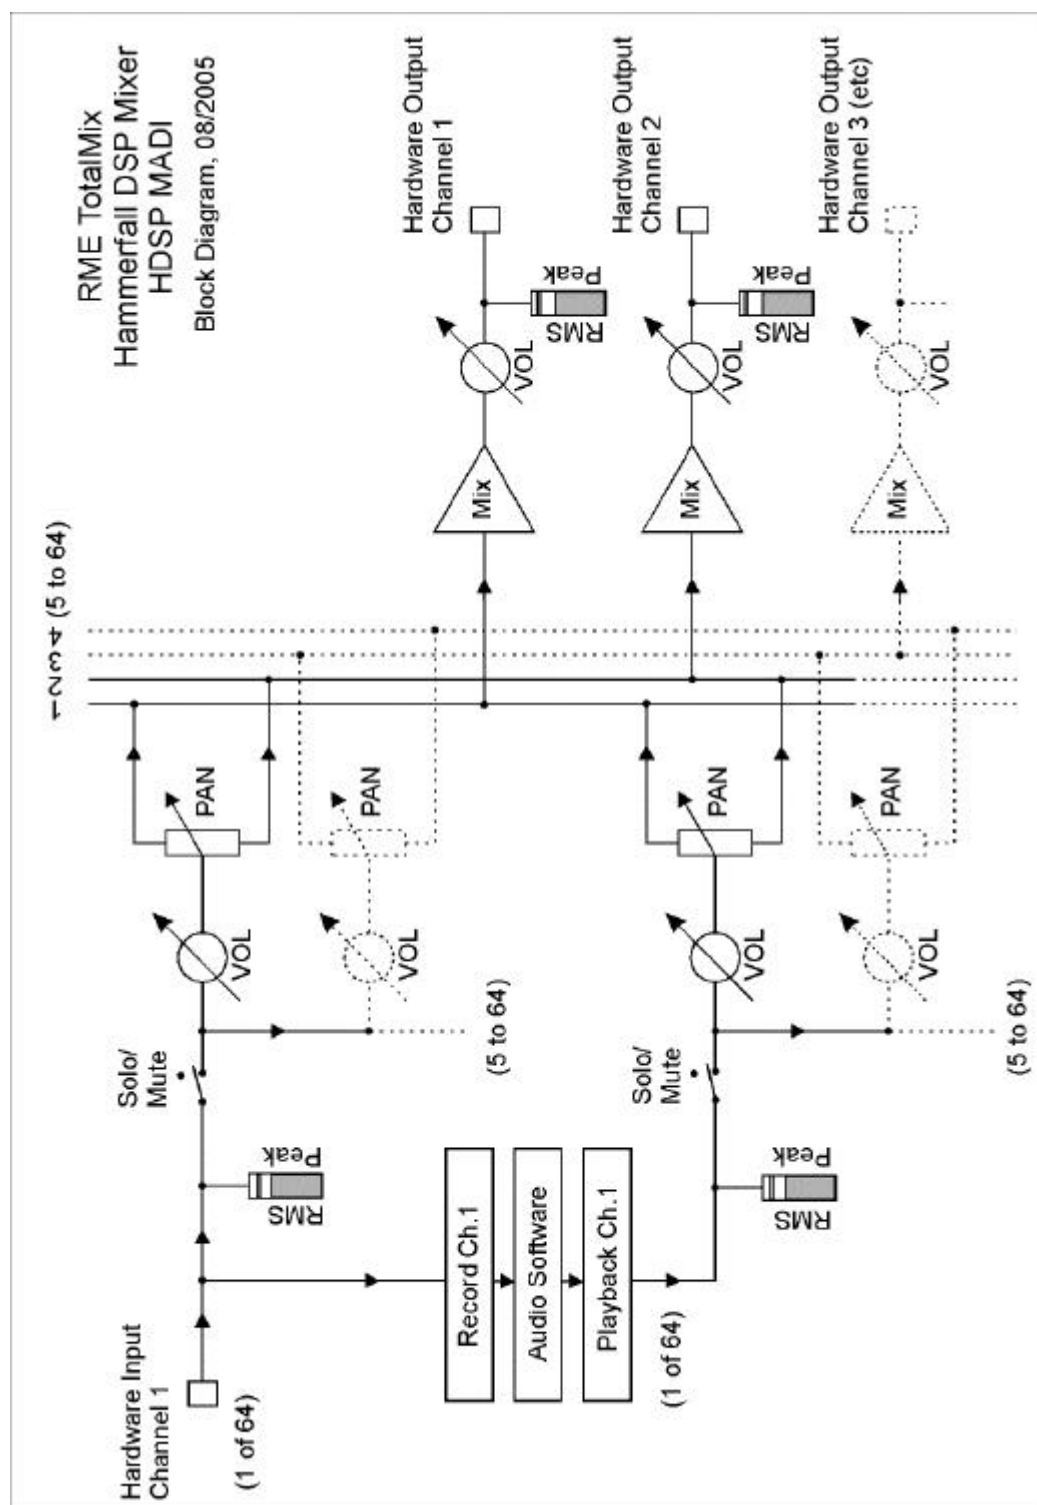 RME TotalMix
Hammerfall DSP Mixer
HDSP MADI
Block Diagram, 08/2005
Hardware Input
Channel 1
(1 of 64)
RMS
Peak
Solo/
Mute
VOL
PAN
(5 to 64)
VOL
PAN
1 2 3 4 (5 to 64)
Mix
VOL
RMS
Peak
Hardware Output
Channel 1
Mix
VOL
RMS
Peak
Hardware Output
Channel 2
Mix
VOL
Hardware Output
Channel 3 (etc)
Record Ch.1
Audio Software
Playback Ch.1
(1 of 64)
RMS
Peak
Solo/
Mute
VOL
PAN
(5 to 64)
VOL
PAN